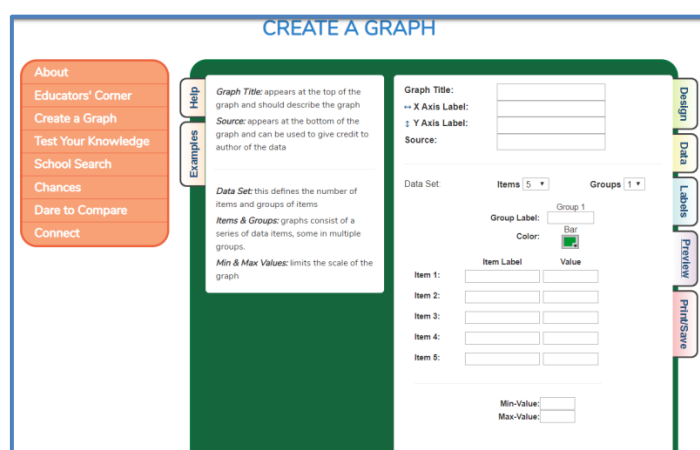 CREATE A GRAPH
About
Educators' Corner
Create a Graph
Test Your Knowledge
School Search
Chances
Dare to Compare
Connect
Help
Examples
Graph Title: appears at the top of the
graph and should describe the graph
Source: appears at the bottom of the
graph and can be used to give credit to
author of the data
Data Set: this defines the number of
items and groups of items
Items & Groups: graphs consist of a
series of data items, some in multiple
groups.
Min & Max Values: limits the scale of the
graph
Graph Title:
↔ X Axis Label:
↕ Y Axis Label:
Source:
Data Set: Items 5 Groups 1
Group 1
Group Label:
Bar
Color:
Item Label Value
Item 1:
Item 2:
Item 3:
Item 4:
Item 5:
Min-Value:
Max-Value:
Design
Data
Labels
Preview
Print/Save